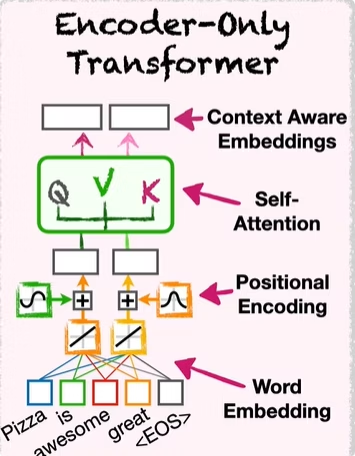 Encoder-Only
Transformer
Context Aware
Embeddings
Q V K
Self-
Attention
Positional
Encoding
Word
Embedding
Pizza is awesome great <EOS>